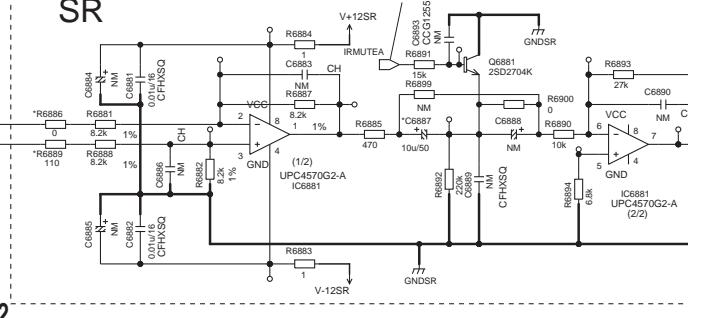 SR
V+12SR
R6884
1
C6883
NM
CH
R6887
8.2k
VCC
1%
C6884
NM
C6881
0.01u/16
CFHXSQ
*R6886
0
R6881
8.2k
1%
*R6889
110
R6888
8.2k
1%
CH
C6886
NM
R6882
8.2k
1%
2
8
1
3
4
GND
(1/2)
UPC4570G2-A
IC6881
C6885
NM
C6882
0.01u/16
CFHXSQ
R6883
1
V-12SR
IRMUTEA
R6891
15k
C6893
CC G1255
NM
GNDSR
Q6881
2SD2704K
R6899
NM
R6885
470
*C6887
10u/50
R6892
220k
C6889
NM
CFHXSQ
C6888
NM
R6900
0
R6890
10k
GNDSR
R6893
27k
C6890
NM
C
VCC
6
8
7
5
4
GND
R6894
6.8k
IC6881
UPC4570G2-A
(2/2)